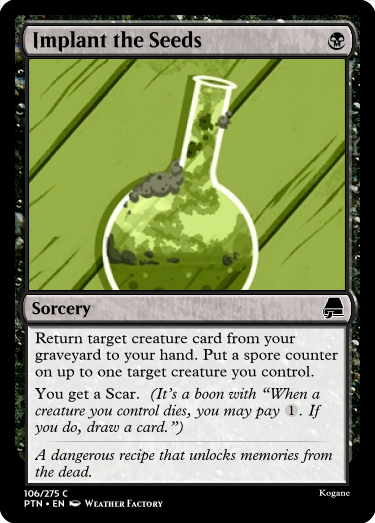 Implant the Seeds
Sorcery
Return target creature card from your
graveyard to your hand. Put a spore counter
on up to one target creature you control.
You get a Scar. (It's a boon with “When a
creature you control dies, you may pay 1. If
you do, draw a card.”)
A dangerous recipe that unlocks memories from
the dead.
106/275 C
Kogane
PTN • EN Weather Factory